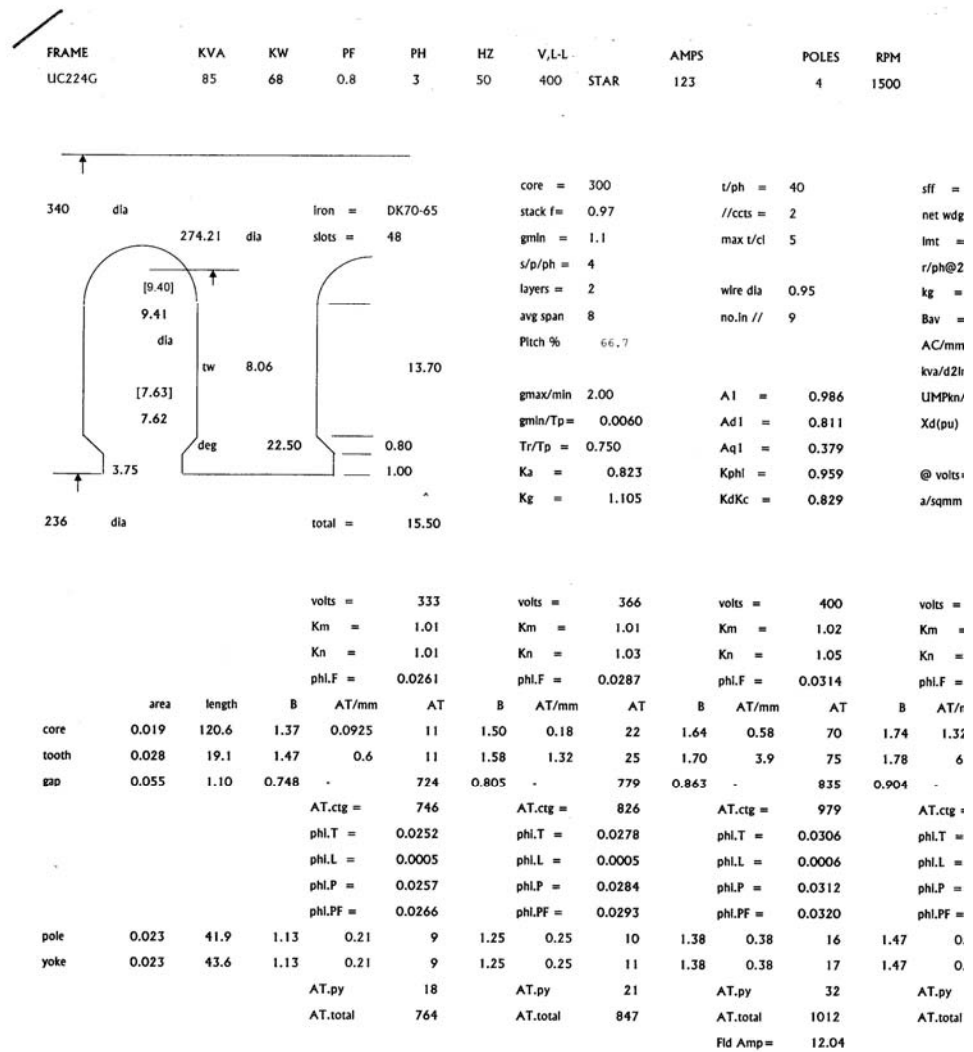 FRAME KVA KW PF PH HZ V,L-L AMPS POLES RPM
UC224G 85 68 0.8 3 50 400 STAR 123 4 1500
core = 300 t/ph = 40 sff =
340 dia iron = DK70-65 stack f= 0.97 //ccts = 2 net wdg
274.21 dia slots = 48 gmin = 1.1 max t/cl 5 lmt =
s/p/ph = 4 r/ph@2
[9.40] layers = 2 wire dia 0.95 kg =
9.41 avg span 8 no.in // 9 Bav =
dia Pitch % 66.7 AC/mm
tw 8.06 13.70 kva/d2ln
[7.63] gmax/min 2.00 A1 = 0.986 UMPkn/
7.62 gmin/Tp= 0.0060 Ad1 = 0.811 Xd(pu)
deg 22.50 0.80 Tr/Tp = 0.750 Aq1 = 0.379
3.75 1.00 Ka = 0.823 Kphi = 0.959 @ volts=
Kg = 1.105 KdKc = 0.829 a/sqmm
236 dia total = 15.50
volts = 333 volts = 366 volts = 400 volts =
Km = 1.01 Km = 1.01 Km = 1.02 Km =
Kn = 1.01 Kn = 1.03 Kn = 1.05 Kn =
phi.F = 0.0261 phi.F = 0.0287 phi.F = 0.0314 phi.F =
area length B AT/mm AT B AT/mm AT B AT/mm AT B AT/
core 0.019 120.6 1.37 0.0925 11 1.50 0.18 22 1.64 0.58 70 1.74 1.32
tooth 0.028 19.1 1.47 0.6 11 1.58 1.32 25 1.70 3.9 75 1.78 6
gap 0.055 1.10 0.748 - 724 0.805 - 779 0.863 - 835 0.904 -
AT.ctg = 746 AT.ctg = 826 AT.ctg = 979 AT.ctg =
phi.T = 0.0252 phi.T = 0.0278 phi.T = 0.0306 phi.T =
phi.L = 0.0005 phi.L = 0.0005 phi.L = 0.0006 phi.L =
phi.P = 0.0257 phi.P = 0.0284 phi.P = 0.0312 phi.P =
phi.PF = 0.0266 phi.PF = 0.0293 phi.PF = 0.0320 phi.PF =
pole 0.023 41.9 1.13 0.21 9 1.25 0.25 10 1.38 0.38 16 1.47 0.
yoke 0.023 43.6 1.13 0.21 9 1.25 0.25 11 1.38 0.38 17 1.47 0.
AT.py 18 AT.py 21 AT.py 32 AT.py
AT.total 764 AT.total 847 AT.total 1012 AT.total
Fld Amp= 12.04